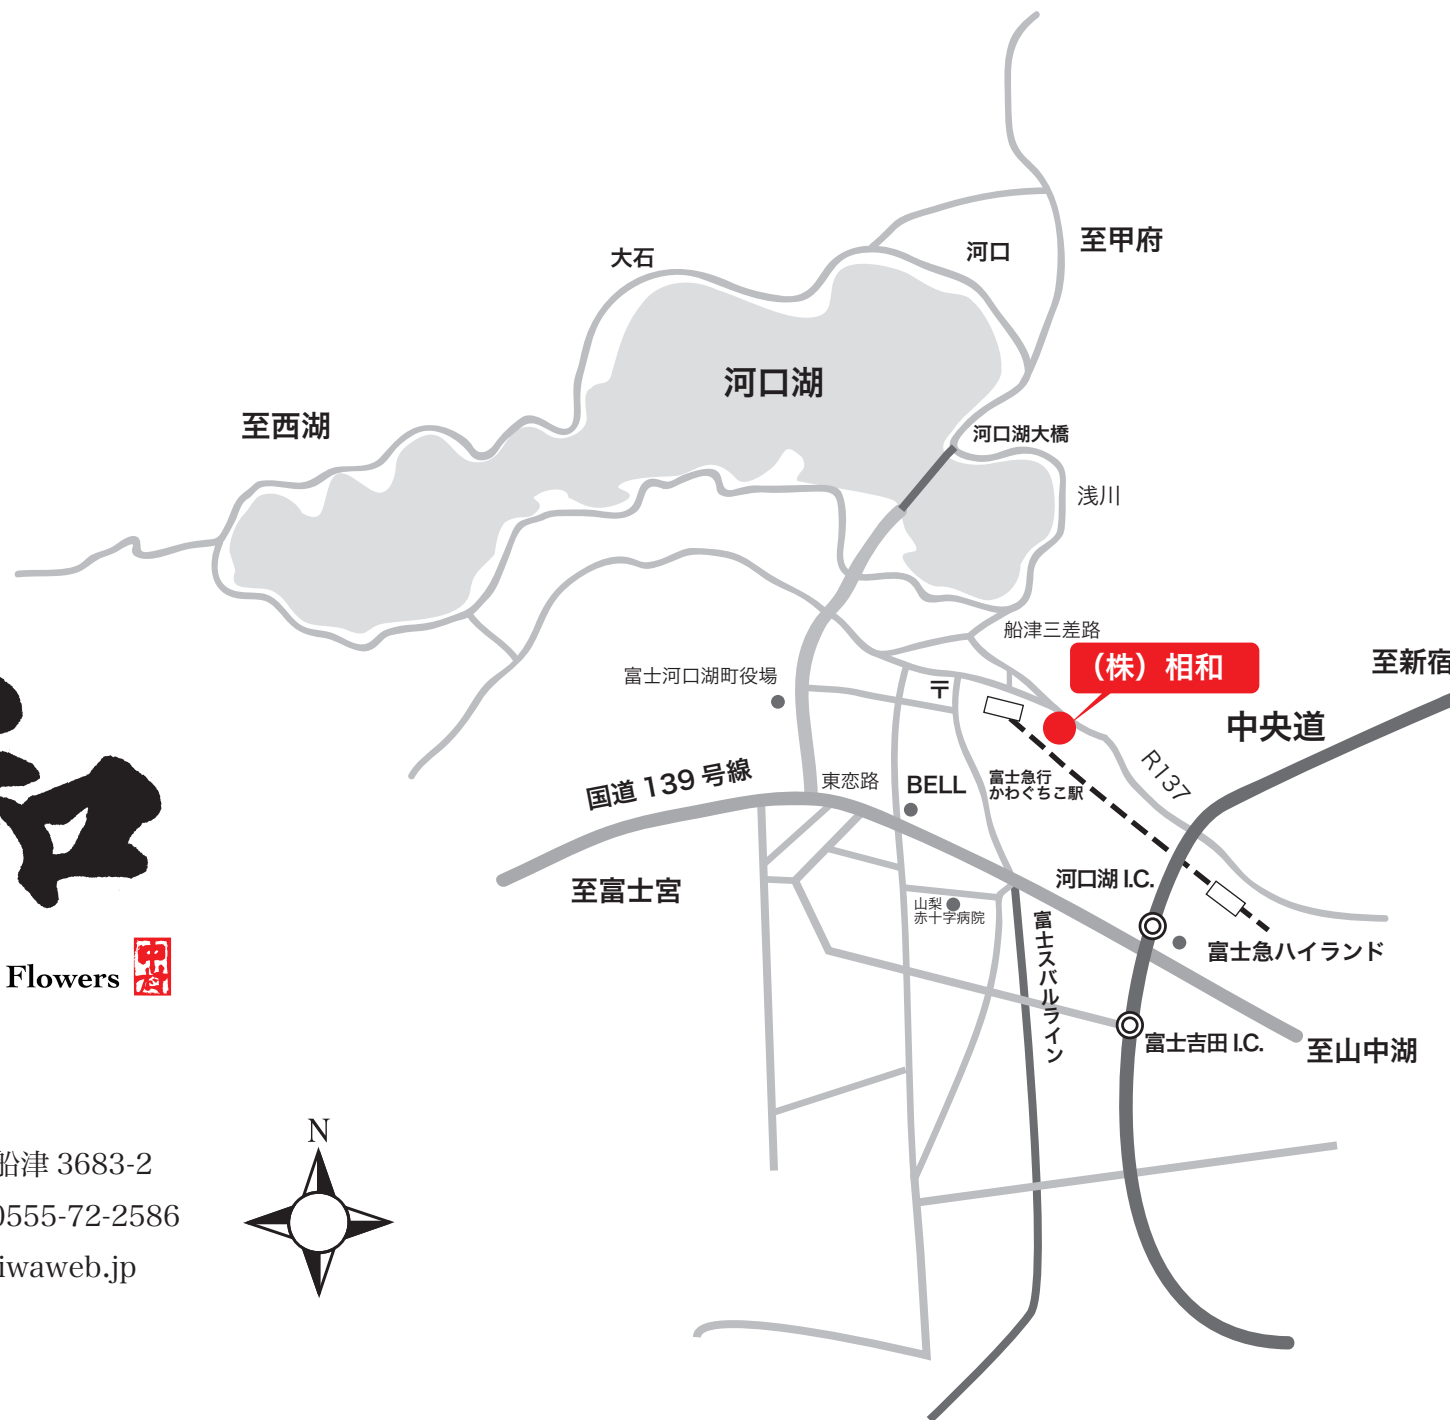 大石
河口
至甲府
河口湖
至西湖
河口湖大橋
浅川
船津三差路
(株)相和
至新宿
富士河口湖町役場
〒
中央道
R137
国道 139 号線
東恋路
BELL
富士急行
かわぐちこ駅
至富士宮
河口湖 I.C.
山梨
赤十字病院
富士スバルライン
富士急ハイランド
和
Flowers
富士吉田 I.C.
至山中湖
N
船津 3683-2
0555-72-2586
iwaweb.jp